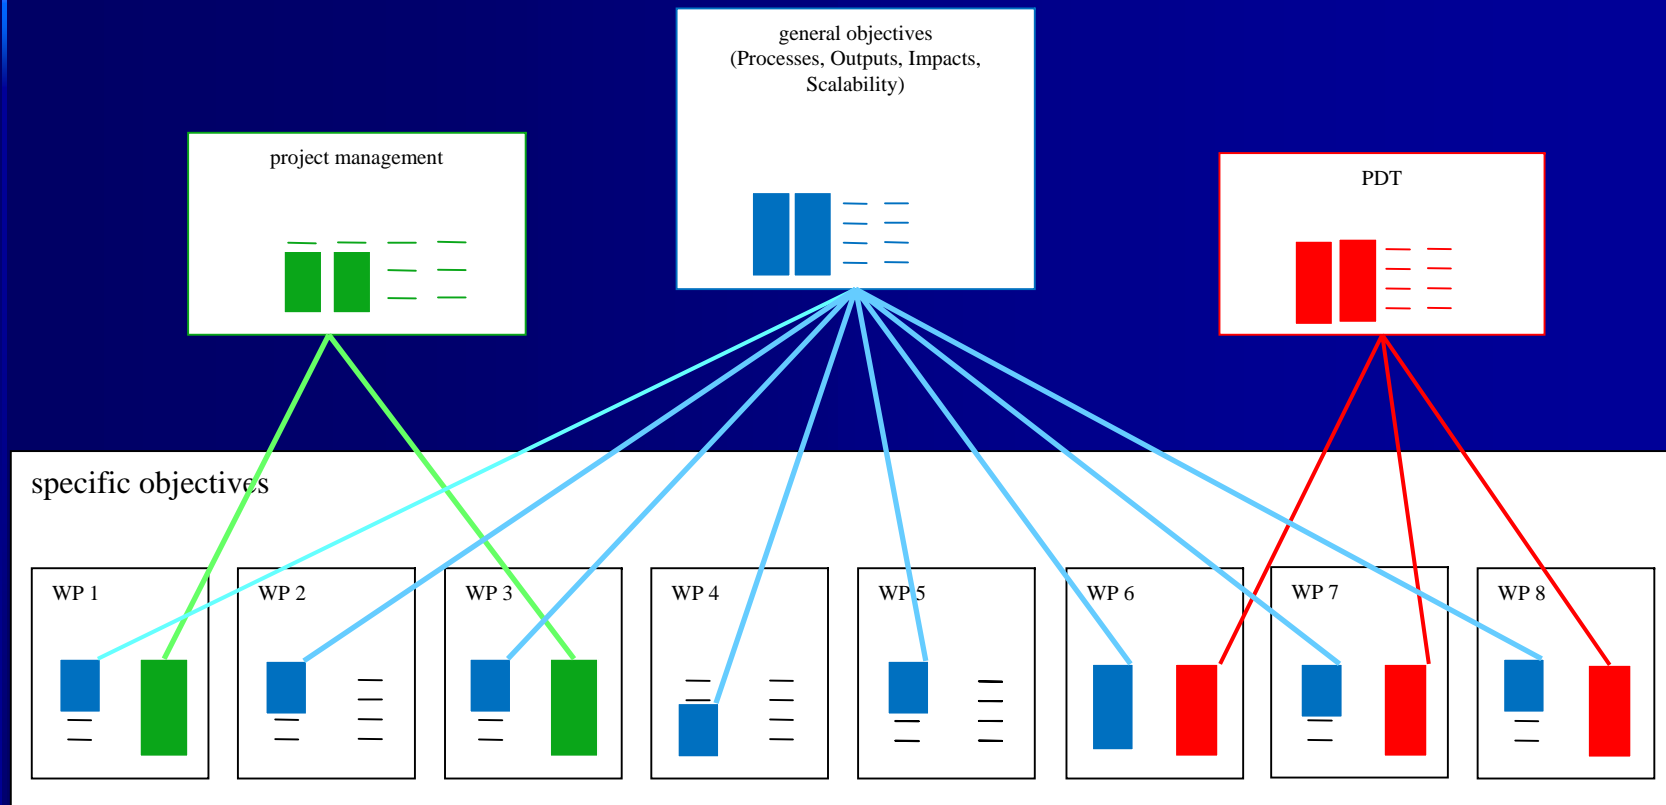 general objectives
(Processes, Outputs, Impacts,
Scalability)
project management
PDT
specific objectives
WP 1
WP 2
WP 3
WP 4
WP 5
WP 6
WP 7
WP 8